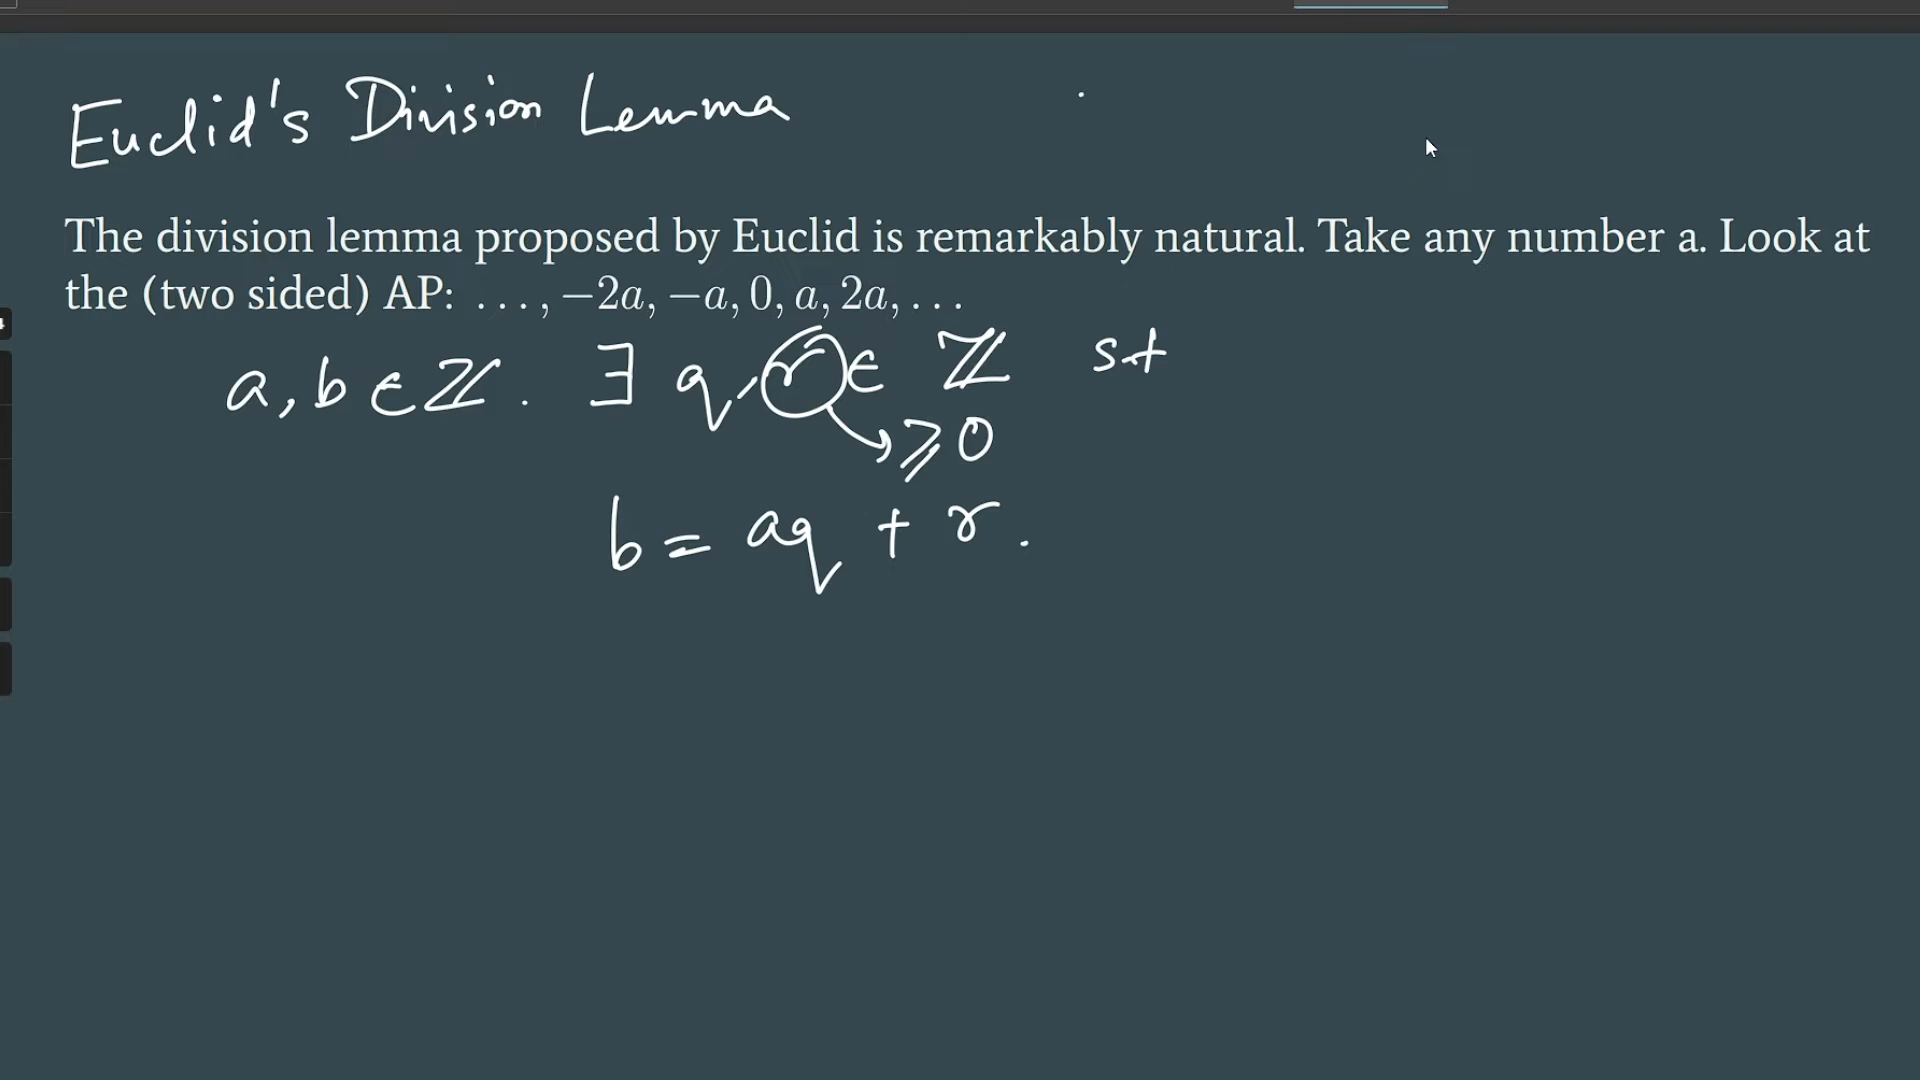 Euclid's Division Lemma
The division lemma proposed by Euclid is remarkably natural. Take any number a. Look at
the (two sided) AP: ..., −2a, −a, 0, a, 2a, ...
a, b ∈ ℤ. ∃ q, r ∈ ℤ st
⩾ 0
b = aq + r.